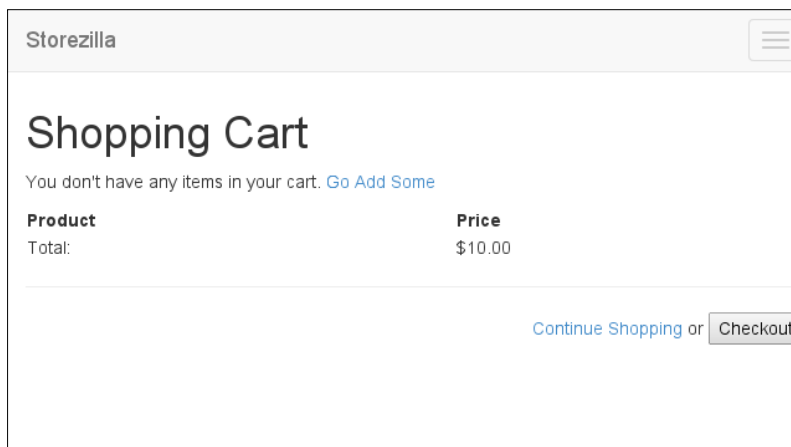 Storezilla
Shopping Cart
You don't have any items in your cart. Go Add Some
Product Price
Total: $10.00
Continue Shopping or Checkout